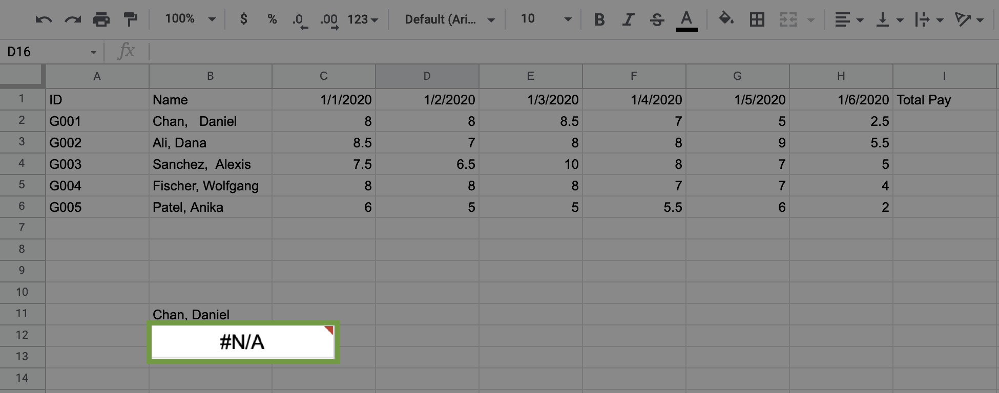 100% $ % .0 .00 123 Default (Ari... 10 B I S A
D16 fx
A B C D E F G H I
1 ID Name 1/1/2020 1/2/2020 1/3/2020 1/4/2020 1/5/2020 1/6/2020 Total Pay
2 G001 Chan,   Daniel 8 8 8.5 7 5 2.5
3 G002 Ali, Dana 8.5 7 8 8 9 5.5
4 G003 Sanchez,  Alexis 7.5 6.5 10 8 7 5
5 G004 Fischer, Wolfgang 8 8 8 7 7 4
6 G005 Patel, Anika 6 5 5 5.5 6 2
7
8
9
10
11 Chan, Daniel
12 #N/A
13
14